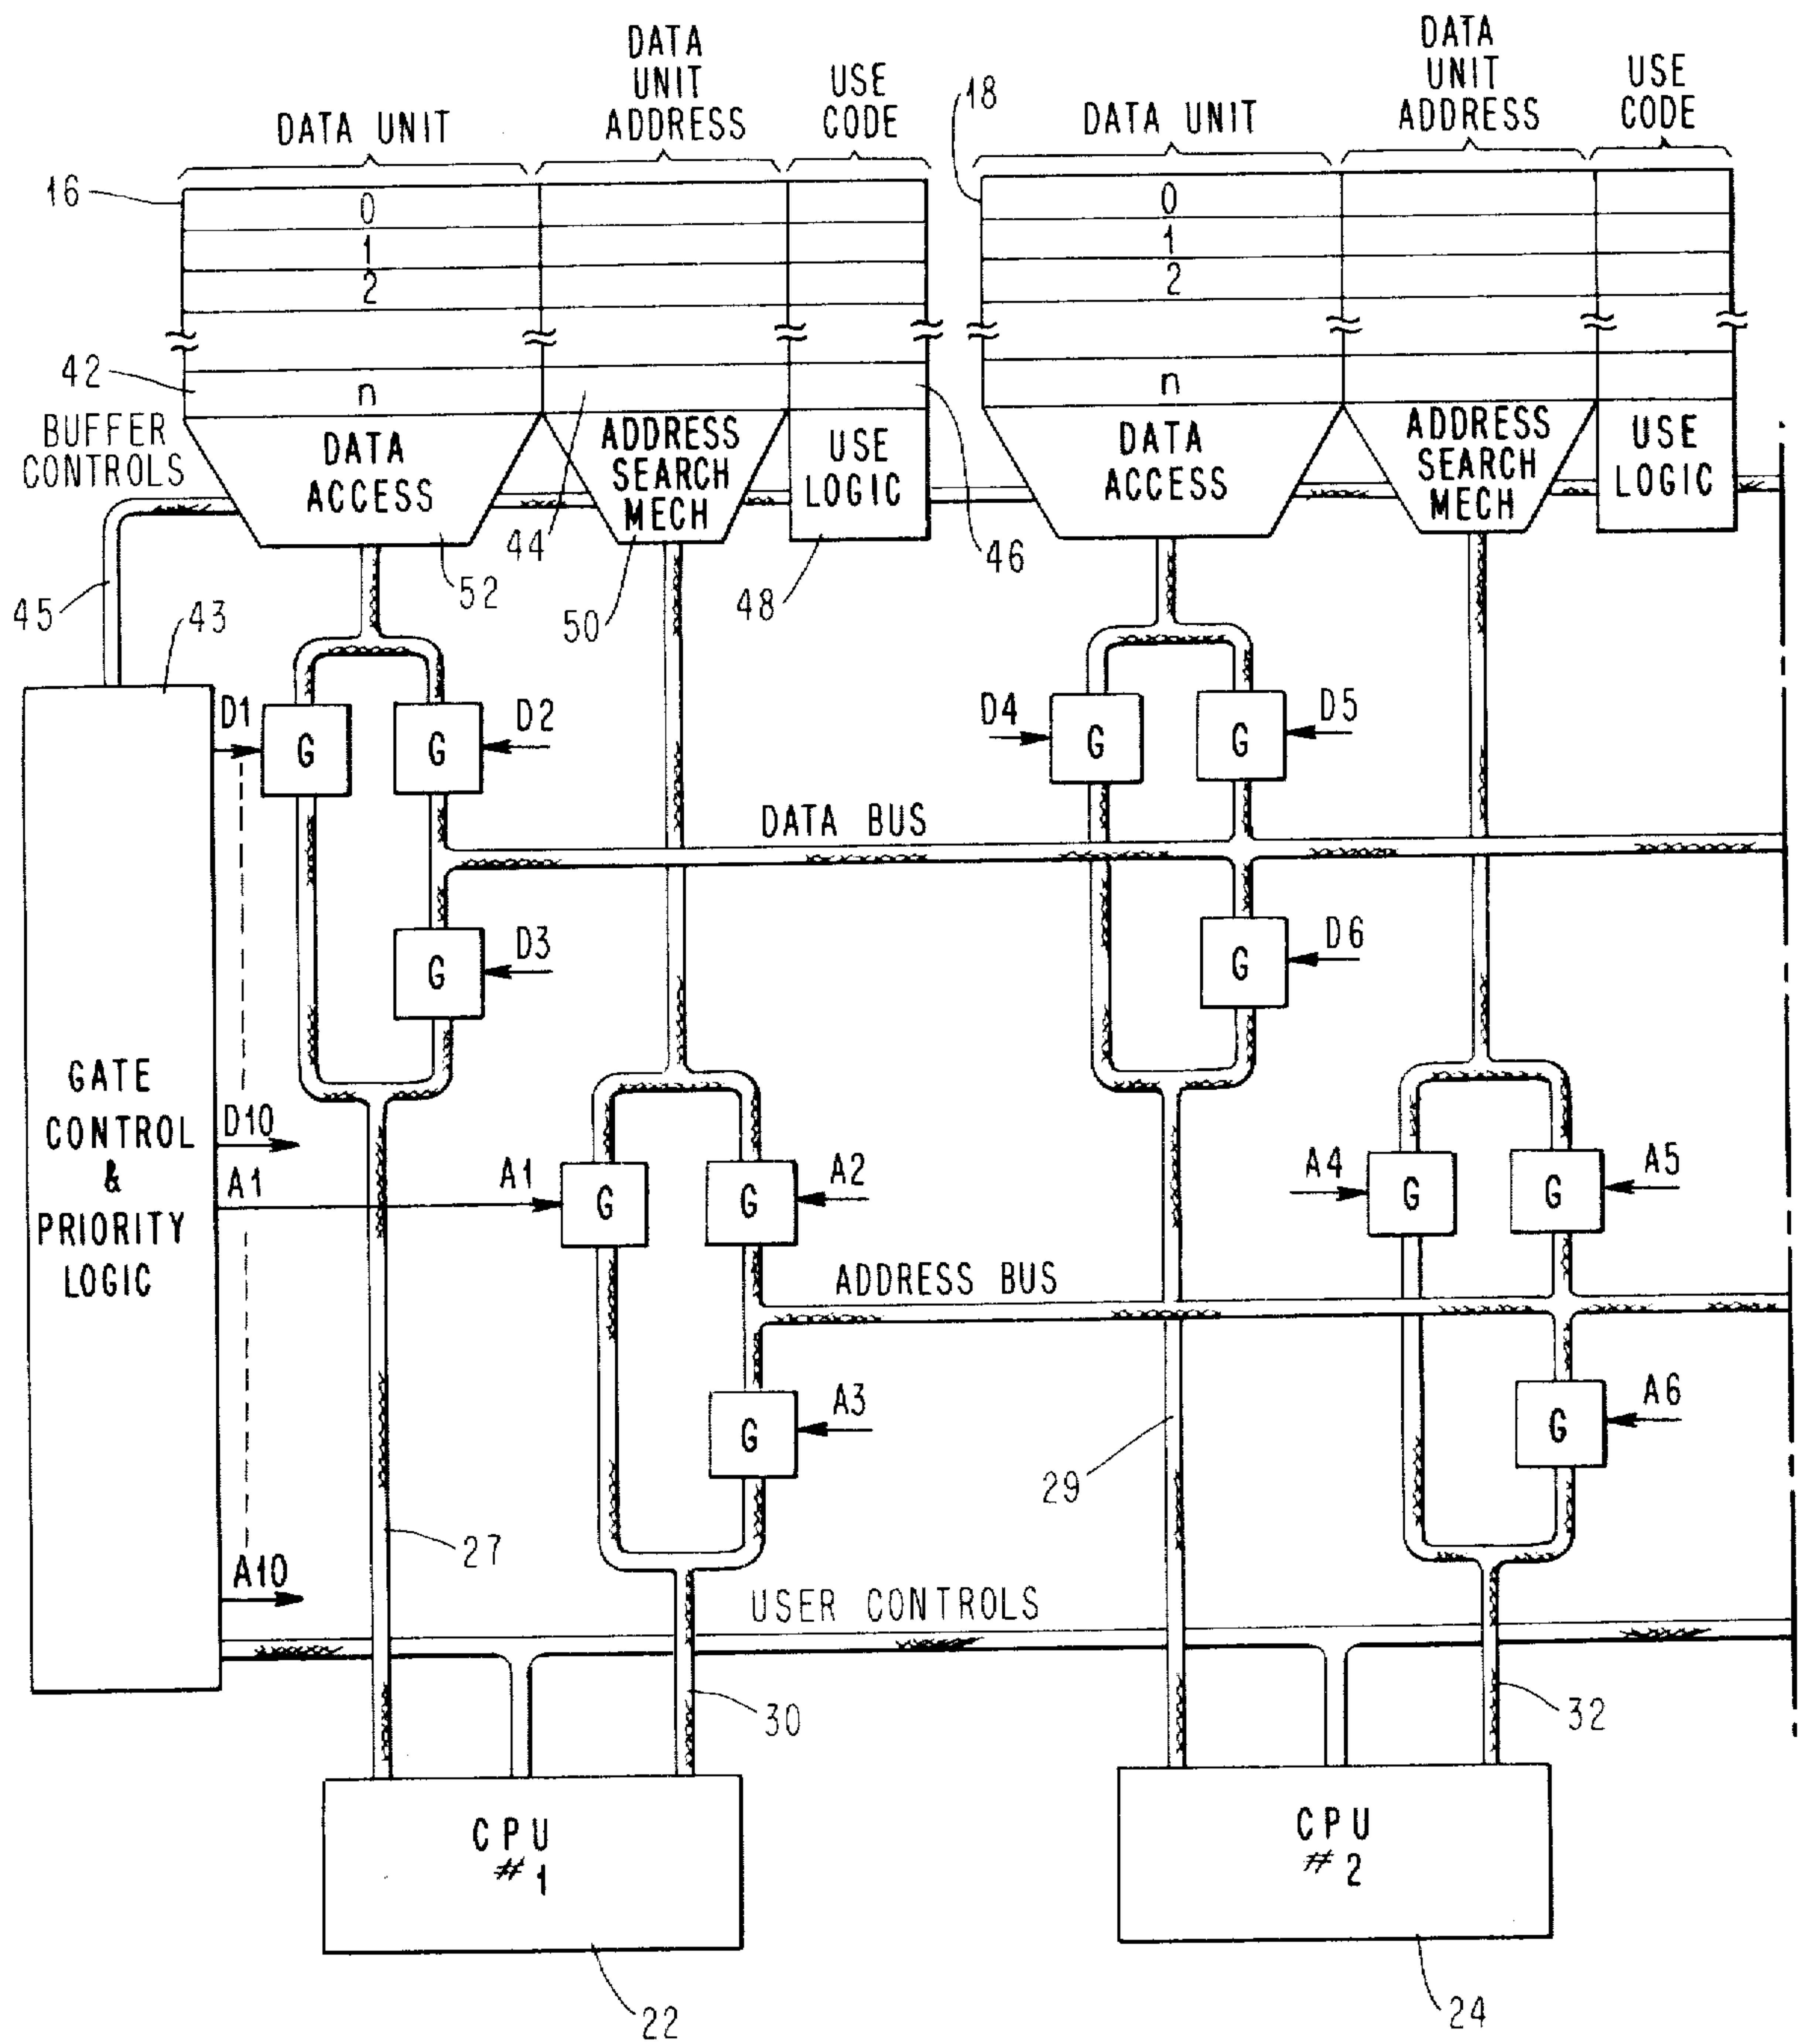 DATA UNIT
DATA
UNIT
ADDRESS
USE
CODE
18
DATA UNIT
DATA
UNIT
ADDRESS
USE
CODE
16
0
1
2
42
n
0
1
2
n
BUFFER
CONTROLS
DATA
ACCESS
ADDRESS
SEARCH
MECH
USE
LOGIC
DATA
ACCESS
ADDRESS
SEARCH
MECH
USE
LOGIC
45
43
52
44
50
48
46
D1
G
G
D2
D4
G
G
D5
DATA BUS
G
D3
G
D6
GATE
CONTROL
&
PRIORITY
LOGIC
D10
A1
A1
G
G
A2
A4
G
G
A5
ADDRESS BUS
G
A3
G
A6
29
27
A10
USER CONTROLS
30
32
CPU
#1
CPU
#2
22
24